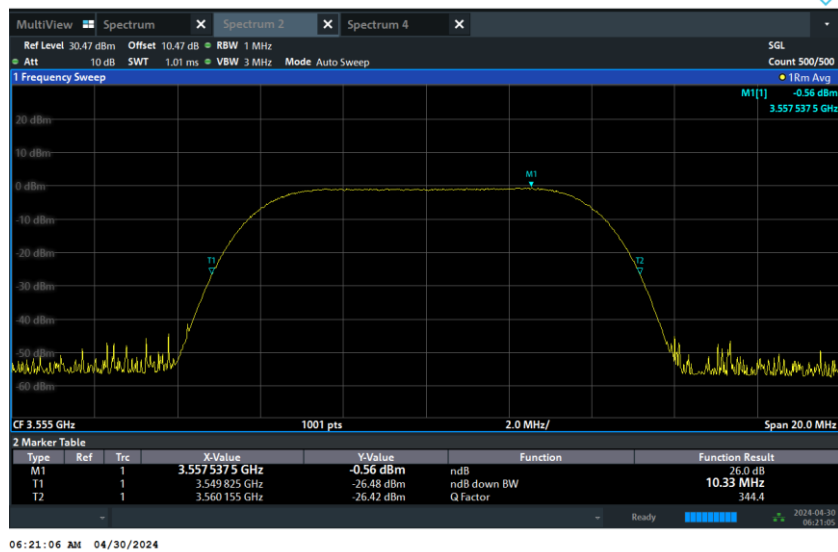 MultiView Spectrum X Spectrum 2 X Spectrum 4 X
Ref Level 30.47 dBm Offset 10.47 dB RBW 1 MHz SGL
Att 10 dB SWT 1.01 ms VBW 3 MHz Mode Auto Sweep Count 500/500
1 Frequency Sweep 1Rm Avg
M1[1] -0.56 dBm
3.557 537 5 GHz
20 dBm
10 dBm
M1
0 dBm
-10 dBm
-20 dBm
T1 T2
-30 dBm
-40 dBm
-50 dBm
-60 dBm
CF 3.555 GHz 1001 pts 2.0 MHz/ Span 20.0 MHz
2 Marker Table
Type Ref Trc X-Value Y-Value Function Function Result
M1 1 3.557 537 5 GHz -0.56 dBm ndB 26.0 dB
T1 1 3.549 825 GHz -26.48 dBm ndB down BW 10.33 MHz
T2 1 3.560 155 GHz -26.42 dBm Q Factor 344.4
Ready 2024-04-30
06:21:05
06:21:06 AM 04/30/2024